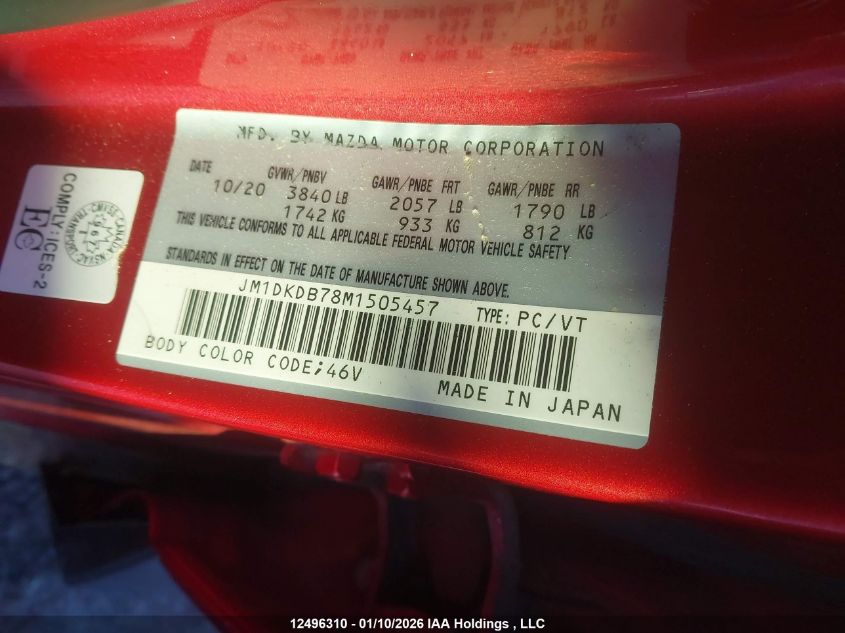 MFD. BY MAZDA MOTOR CORPORATION
DATE GVWR/PNBV GAWR/PNBE FRT GAWR/PNBE RR
10/20 3840 LB 2057 LB 1790 LB
1742 KG 933 KG 812 KG
THIS VEHICLE CONFORMS TO ALL APPLICABLE FEDERAL MOTOR VEHICLE SAFETY
STANDARDS IN EFFECT ON THE DATE OF MANUFACTURE SHOWN ABOVE.
JM1DKDB78M1505457 TYPE: PC/VT
BODY COLOR CODE;46V
MADE IN JAPAN
COMPLY:ICES-2
12496310 - 01/10/2026 IAA Holdings , LLC